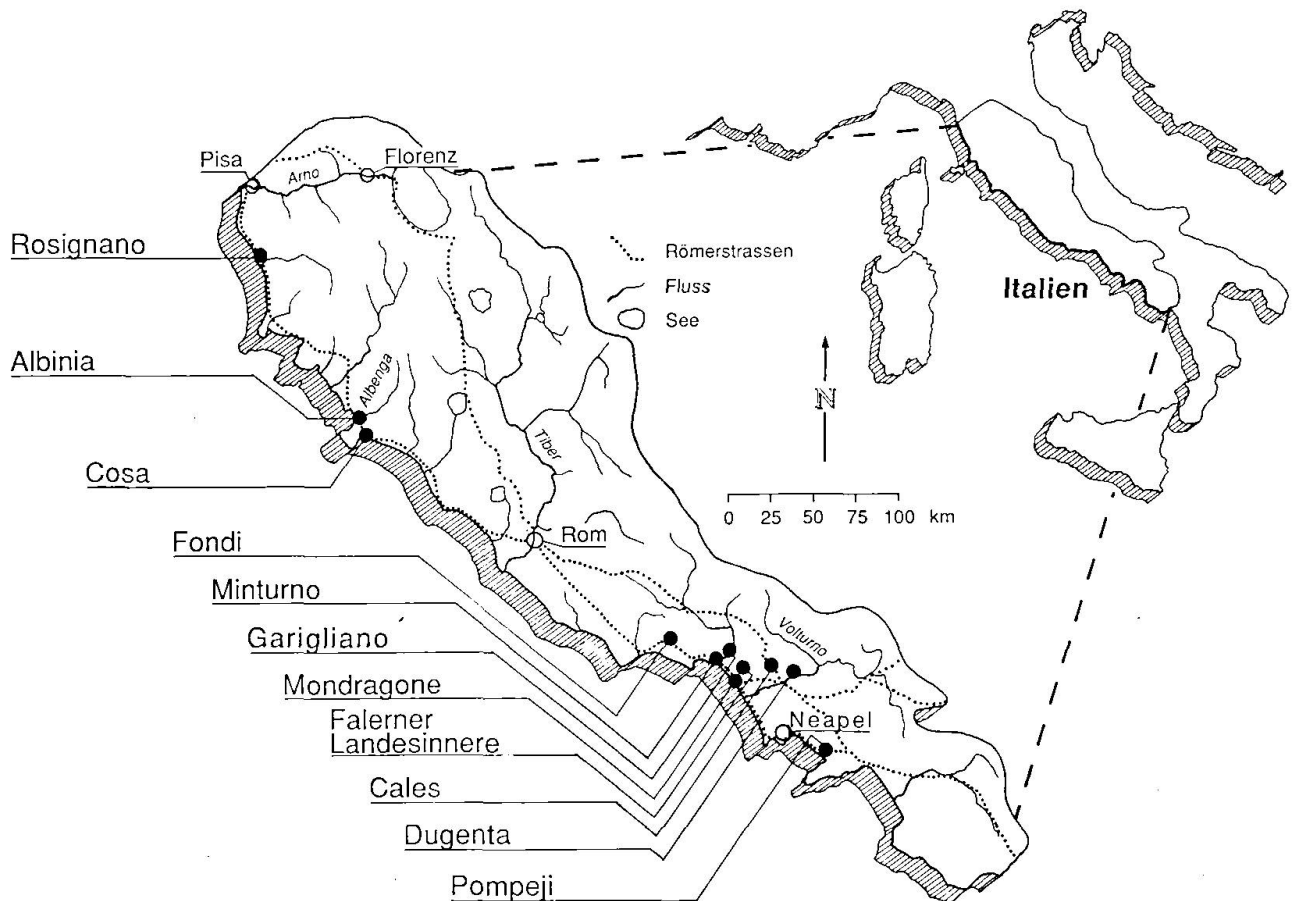 Pisa
Florenz
Arno
Rosignano
Römerstrassen
Fluss
See
Italien
Albinia
Albenga
N
Cosa
Tiber
0 25 50 75 100 km
Fondi
Rom
Minturno
Garigliano
Volturno
Mondragone
Falerner
Landesinnere
Neapel
Cales
Dugenta
Pompeji